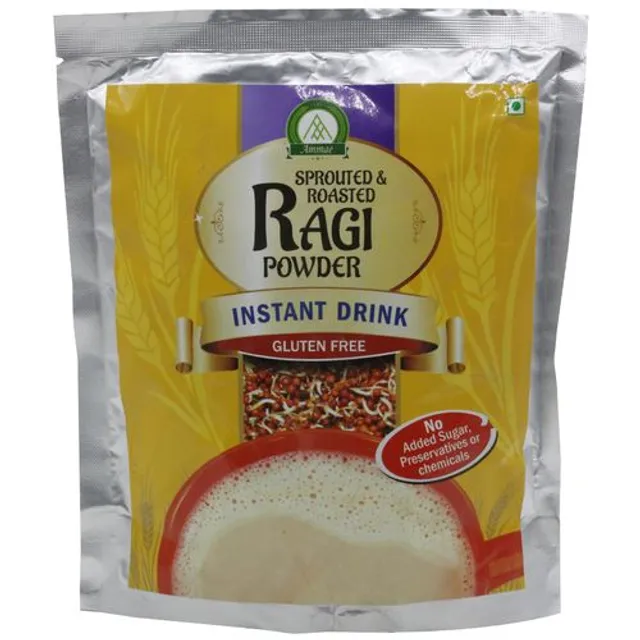 Ammae
SPROUTED &
ROASTED
RAGI
POWDER
INSTANT DRINK
GLUTEN FREE
No
Added Sugar,
Preservatives or
chemicals